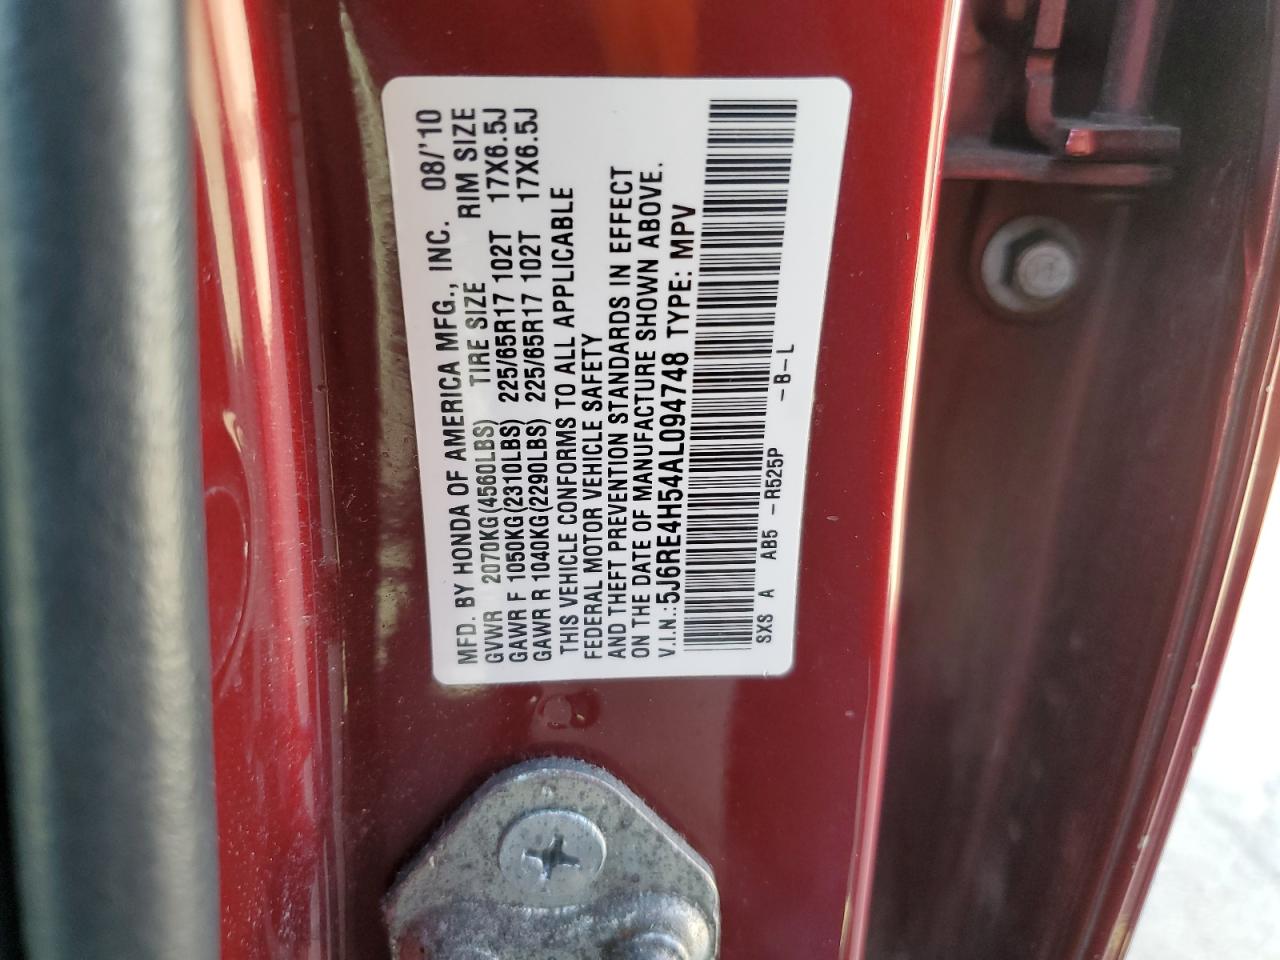 MFD. BY HONDA OF AMERICA MFG., INC. 08/'10
GVWR 2070KG(4560LBS) TIRE SIZE RIM SIZE
GAWR F 1050KG(2310LBS) 225/65R17 102T 17X6.5J
GAWR R 1040KG(2290LBS) 225/65R17 102T 17X6.5J
THIS VEHICLE CONFORMS TO ALL APPLICABLE
FEDERAL MOTOR VEHICLE SAFETY
AND THEFT PREVENTION STANDARDS IN EFFECT
ON THE DATE OF MANUFACTURE SHOWN ABOVE.
V.I.N.:5J6RE4H54AL094748 TYPE: MPV
SXS A AB5 -R525P -B-L